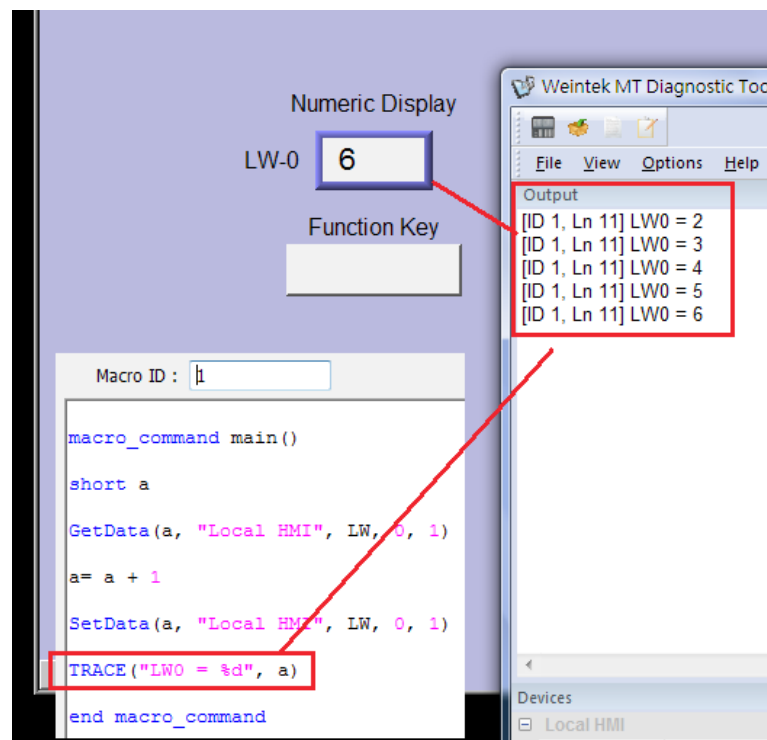 Numeric Display
LW-0
6
Function Key
Macro ID : 1
macro_command main()
short a
GetData(a, "Local HMI", LW, 0, 1)
a= a + 1
SetData(a, "Local HMI", LW, 0, 1)
TRACE("LW0 = %d", a)
end macro_command
Weintek MT Diagnostic Too
File View Options Help
Output
[ID 1, Ln 11] LW0 = 2
[ID 1, Ln 11] LW0 = 3
[ID 1, Ln 11] LW0 = 4
[ID 1, Ln 11] LW0 = 5
[ID 1, Ln 11] LW0 = 6
Devices
Local HMI